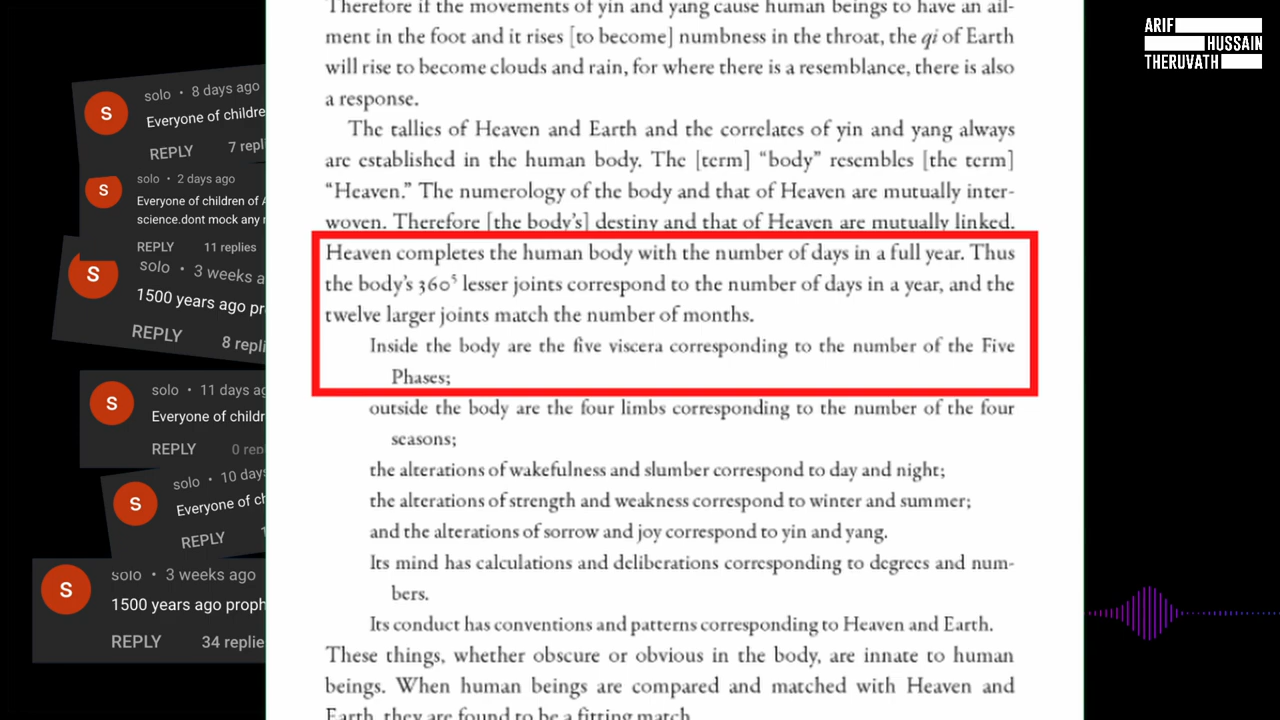 ARIF
HUSSAIN
THERUVATH
solo • 8 days ago
Everyone of childre
REPLY 7 repli
solo • 2 days ago
Everyone of children of A
science.dont mock any r
REPLY 11 replies
solo • 3 weeks a
1500 years ago pr
REPLY 8 repli
solo • 11 days ag
Everyone of childr
REPLY 0 rep
solo • 10 days
Everyone of ch
REPLY
solo • 3 weeks ago
1500 years ago proph
REPLY 34 replie
Therefore if the movements of yin and yang cause human beings to have an ail-
ment in the foot and it rises [to become] numbness in the throat, the qi of Earth
will rise to become clouds and rain, for where there is a resemblance, there is also
a response.
The tallies of Heaven and Earth and the correlates of yin and yang always
are established in the human body. The [term] “body” resembles [the term]
“Heaven.” The numerology of the body and that of Heaven are mutually inter-
woven. Therefore [the body’s] destiny and that of Heaven are mutually linked.
Heaven completes the human body with the number of days in a full year. Thus
the body’s 360⁵ lesser joints correspond to the number of days in a year, and the
twelve larger joints match the number of months.
Inside the body are the five viscera corresponding to the number of the Five
Phases;
outside the body are the four limbs corresponding to the number of the four
seasons;
the alterations of wakefulness and slumber correspond to day and night;
the alterations of strength and weakness correspond to winter and summer;
and the alterations of sorrow and joy correspond to yin and yang.
Its mind has calculations and deliberations corresponding to degrees and num-
bers.
Its conduct has conventions and patterns corresponding to Heaven and Earth.
These things, whether obscure or obvious in the body, are innate to human
beings. When human beings are compared and matched with Heaven and
Earth, they are found to be a fitting match.